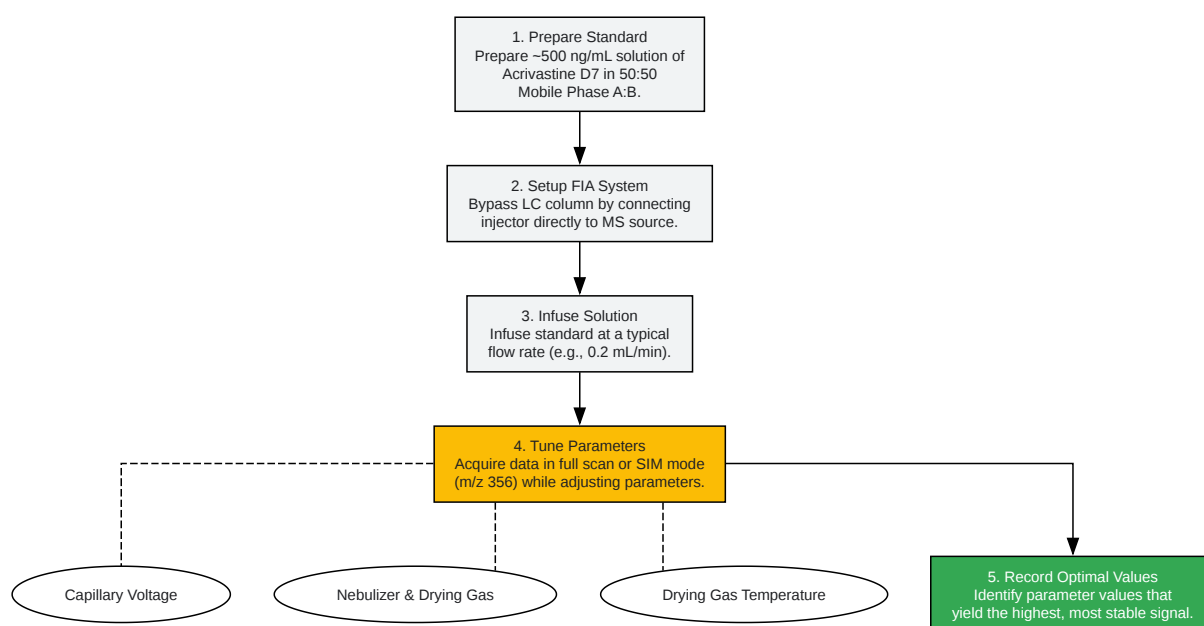 1. Prepare Standard
Prepare ~500 ng/mL solution of
Acrivastine D7 in 50:50
Mobile Phase A:B.
2. Setup FIA System
Bypass LC column by connecting
injector directly to MS source.
3. Infuse Solution
Infuse standard at a typical
flow rate (e.g., 0.2 mL/min).
4. Tune Parameters
Acquire data in full scan or SIM mode
(m/z 356) while adjusting parameters.
Capillary Voltage
Nebulizer & Drying Gas
Drying Gas Temperature
5. Record Optimal Values
Identify parameter values that
yield the highest, most stable signal.